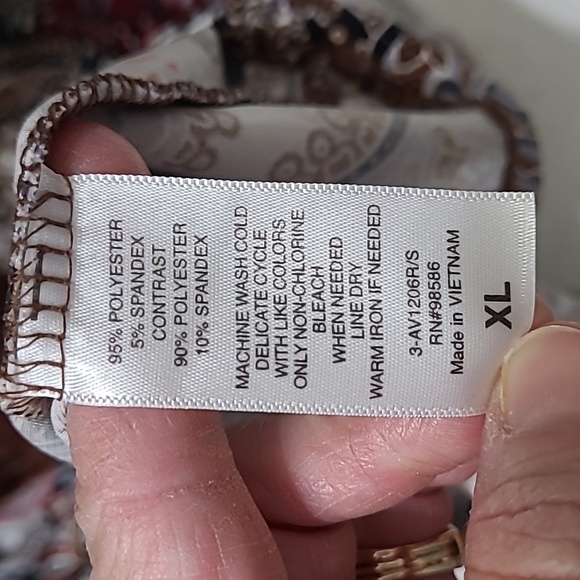 95% POLYESTER
5% SPANDEX
CONTRAST
90% POLYESTER
10% SPANDEX
MACHINE WASH COLD
DELICATE CYCLE
WITH LIKE COLORS
ONLY NON-CHLORINE
BLEACH
WHEN NEEDED
LINE DRY
WARM IRON IF NEEDED
3-AV1206R/S
RN#98586
Made in VIETNAM
XL